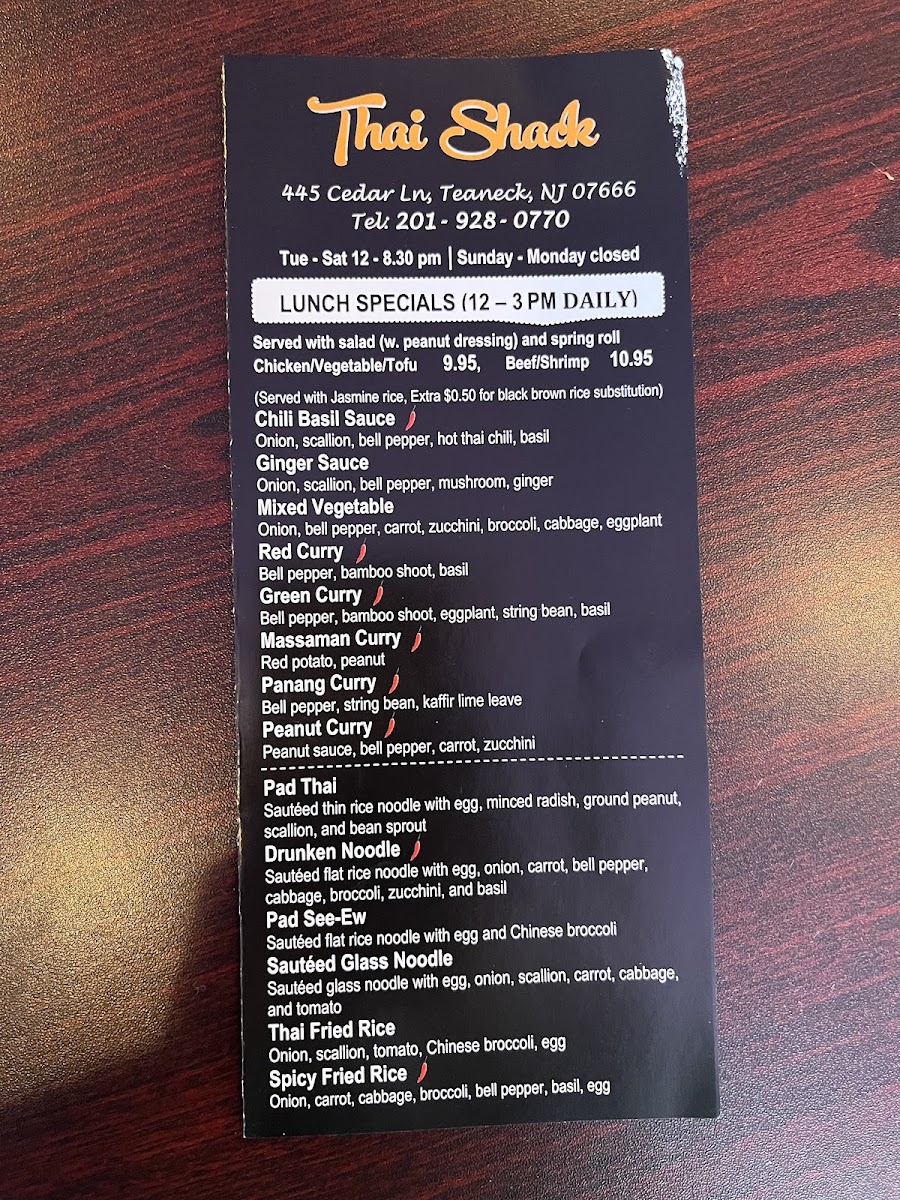 Thai Shack
445 Cedar Ln, Teaneck, NJ 07666
Tel: 201 - 928 - 0770
Tue - Sat 12 - 8.30 pm | Sunday - Monday closed
LUNCH SPECIALS (12 – 3 PM DAILY)
Served with salad (w. peanut dressing) and spring roll
Chicken/Vegetable/Tofu 9.95, Beef/Shrimp 10.95
(Served with Jasmine rice, Extra $0.50 for black brown rice substitution)
Chili Basil Sauce
Onion, scallion, bell pepper, hot thai chili, basil
Ginger Sauce
Onion, scallion, bell pepper, mushroom, ginger
Mixed Vegetable
Onion, bell pepper, carrot, zucchini, broccoli, cabbage, eggplant
Red Curry
Bell pepper, bamboo shoot, basil
Green Curry
Bell pepper, bamboo shoot, eggplant, string bean, basil
Massaman Curry
Red potato, peanut
Panang Curry
Bell pepper, string bean, kaffir lime leave
Peanut Curry
Peanut sauce, bell pepper, carrot, zucchini
Pad Thai
Sautéed thin rice noodle with egg, minced radish, ground peanut,
scallion, and bean sprout
Drunken Noodle
Sautéed flat rice noodle with egg, onion, carrot, bell pepper,
cabbage, broccoli, zucchini, and basil
Pad See-Ew
Sautéed flat rice noodle with egg and Chinese broccoli
Sautéed Glass Noodle
Sautéed glass noodle with egg, onion, scallion, carrot, cabbage,
and tomato
Thai Fried Rice
Onion, scallion, tomato, Chinese broccoli, egg
Spicy Fried Rice
Onion, carrot, cabbage, broccoli, bell pepper, basil, egg